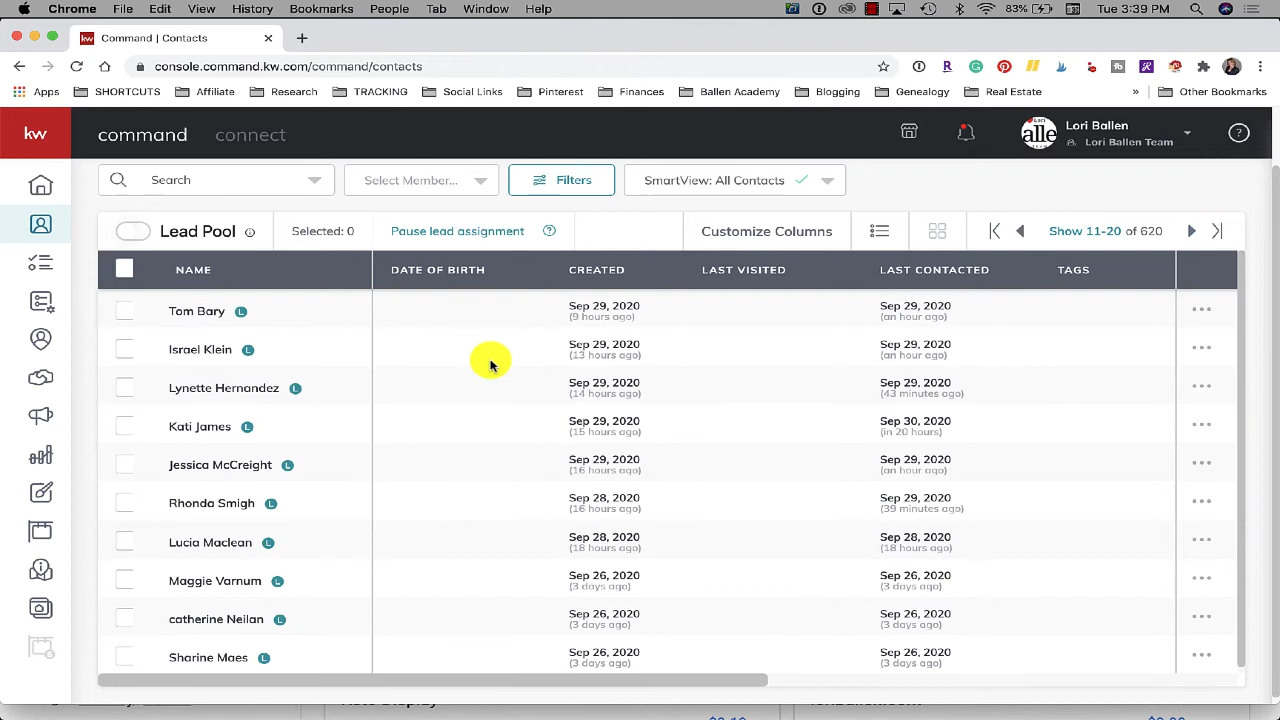 Chrome File Edit View History Bookmarks People Tab Window Help 83% Tue 3:39 PM
kw Command | Contacts
console.command.kw.com/command/contacts
Apps SHORTCUTS Affiliate Research TRACKING Social Links Pinterest Finances Ballen Academy Blogging Genealogy Real Estate » Other Bookmarks
kw command connect Lori Ballen
Lori Ballen Team
Search Select Member... Filters SmartView: All Contacts
Lead Pool Selected: 0 Pause lead assignment Customize Columns Show 11-20 of 620
NAME DATE OF BIRTH CREATED LAST VISITED LAST CONTACTED TAGS
Tom Bary L Sep 29, 2020 Sep 29, 2020
(9 hours ago) (an hour ago)
Israel Klein L Sep 29, 2020 Sep 29, 2020
(13 hours ago) (an hour ago)
Lynette Hernandez L Sep 29, 2020 Sep 29, 2020
(14 hours ago) (43 minutes ago)
Kati James L Sep 29, 2020 Sep 30, 2020
(15 hours ago) (in 20 hours)
Jessica McCreight L Sep 29, 2020 Sep 29, 2020
(16 hours ago) (an hour ago)
Rhonda Smigh L Sep 28, 2020 Sep 29, 2020
(16 hours ago) (39 minutes ago)
Lucia Maclean L Sep 28, 2020 Sep 28, 2020
(18 hours ago) (18 hours ago)
Maggie Varnum L Sep 26, 2020 Sep 26, 2020
(3 days ago) (3 days ago)
catherine Neilan L Sep 26, 2020 Sep 26, 2020
(3 days ago) (3 days ago)
Sharine Maes L Sep 26, 2020 Sep 26, 2020
(3 days ago) (3 days ago)